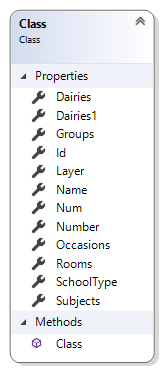 Class
Class
Properties
Dairies
Dairies1
Groups
Id
Layer
Name
Num
Number
Occasions
Rooms
SchoolType
Subjects
Methods
Class